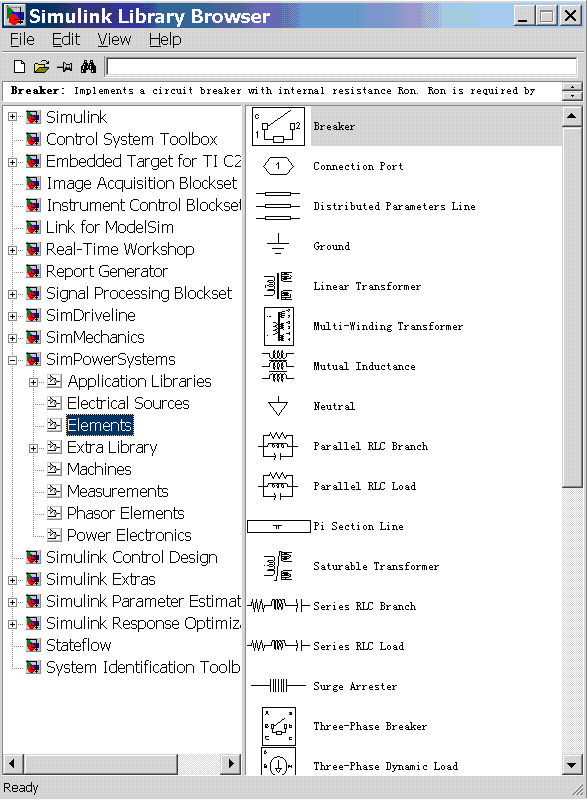 Simulink Library Browser
File Edit View Help
Breaker: Implements a circuit breaker with internal resistance Ron. Ron is required by
Simulink
Control System Toolbox
Embedded Target for TI C2
Image Acquisition Blockset
Instrument Control Blockset
Link for ModelSim
Real-Time Workshop
Report Generator
Signal Processing Blockset
SimDriveline
SimMechanics
SimPowerSystems
Application Libraries
Electrical Sources
Elements
Extra Library
Machines
Measurements
Phasor Elements
Power Electronics
Simulink Control Design
Simulink Extras
Simulink Parameter Estimat
Simulink Response Optimiz
Stateflow
System Identification Toolb
c 1 2 Breaker
1 Connection Port
Distributed Parameters Line
Ground
Linear Transformer
Multi-Winding Transformer
Mutual Inductance
Neutral
Parallel RLC Branch
Parallel RLC Load
Pi Section Line
Saturable Transformer
Series RLC Branch
Series RLC Load
Surge Arrester
Three-Phase Breaker
Three-Phase Dynamic Load
Ready